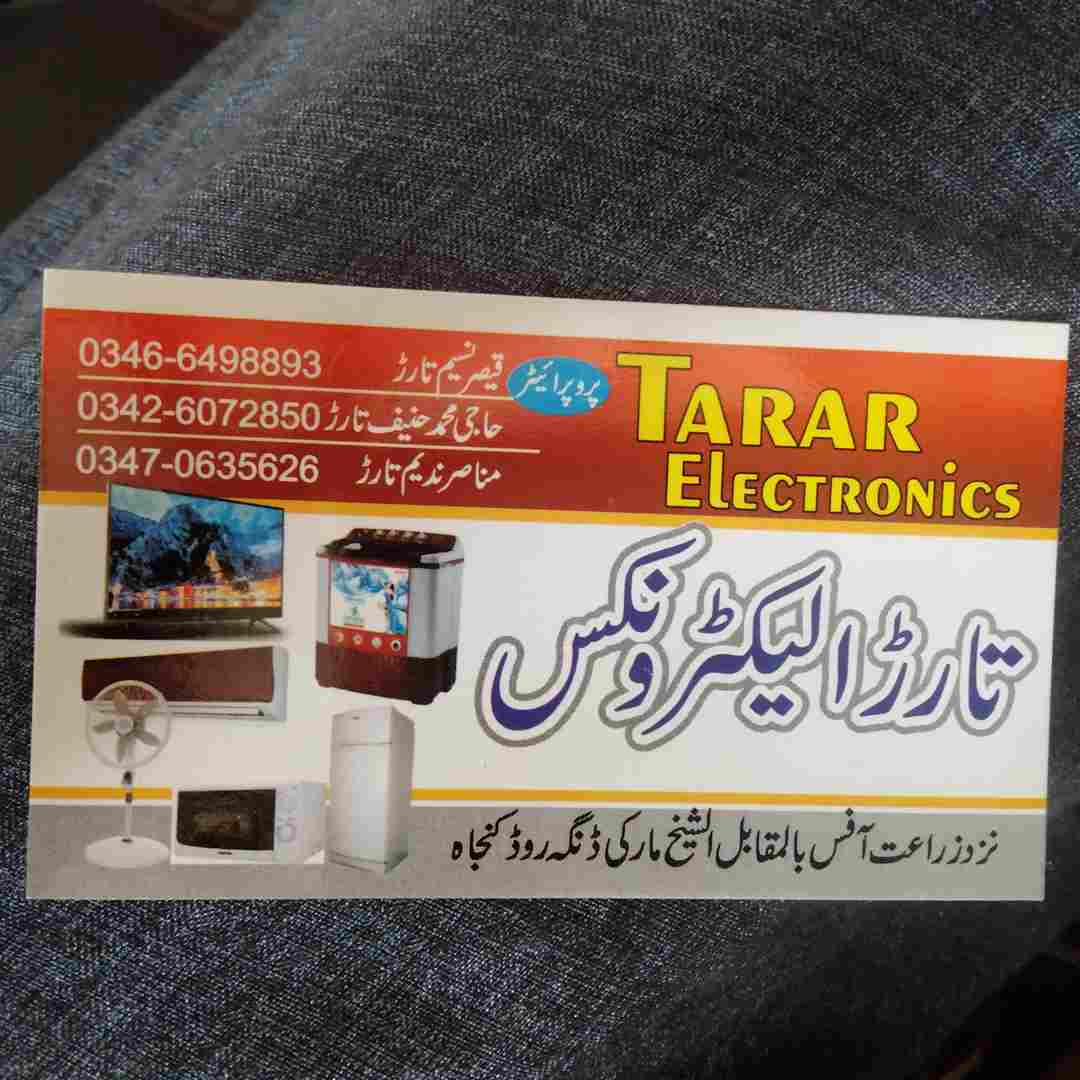 TARAR
ELECTRONICS
پروپرائیٹر
قیصر نسیم تارڑ 0346-6498893
حاجی محمد حنیف تارڑ 0342-6072850
مناصر ندیم تارڑ 0347-0635626
تارڑ الیکٹرونکس
نزد زراعت آفس بالمقابل الشیخ مارکی ڈنگہ روڈ کنجاہ